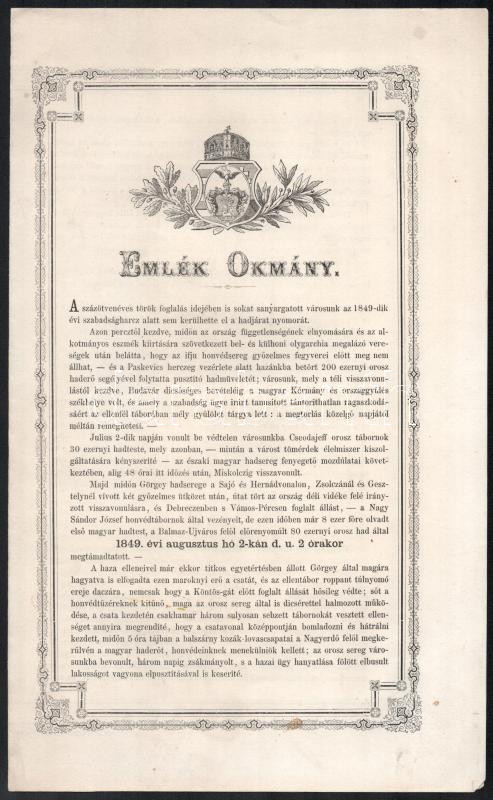 EMLÉK OKMÁNY.
A százötvenéves török foglalás idejében is sokat sanyargatott városunk az 1849-dik
évi szabadságharcz alatt sem kerülhette el a hadjárat nyomorát.
Azon percztől kezdve, midőn az ország függetlenségének elnyomására és az al-
kotmányos eszmék kiirtására szövetkezett bel- és külhoni olygarchia megalázó vere-
ségek után belátta, hogy az ifju honvédsereg győzelmes fegyverei előtt meg nem
állhat, — és a Paskevics herczeg vezérlete alatt hazánkba betört 200 ezernyi orosz
haderő segélyével folytatta pusztító hadműveletét; városunk, mely a téli visszavonu-
lástól kezdve, Budavár dicsőséges bevételéig a magyar Kormány és országgyülés
székhelye volt, és amely a szabadság ügye iránt tanusitott tántoríthatlan ragaszkodá-
sáért az ellenfél táborában mély gyülölet tárgya lett: a megtorlás közelgő napjától
méltán remeghetett. —
Julius 2-dik napján vonult be védtelen városunkba Cseodajeff orosz tábornok
30 ezernyi hadteste, mely azonban, — mintán a várost tömérdek élelmiszer kiszol-
gáltatására kényszerité — az északi magyar hadsereg fenyegető mozdúlatai követ-
keztében, alig 48 órai itt időzés után, Miskolczig visszavonult.
Majd midőn Görgey hadserege a Sajó és Hernádvonalon, Zsolczánál és Gesz-
telynél vivott két győzelmes ütközet után, útat tört az ország déli vidéke felé irány-
zott visszavonulásra, és Debreczenben s Vámos-Pércsen foglalt állást, — a Nagy
Sándor József honvédtábornok által vezényelt, de ezen időben már 8 ezer főre olvadt
első magyar hadtest, a Balmaz-Ujváros felől előrenyomúlt 80 ezernyi orosz had által
1849. évi augusztus hó 2-kán d. u. 2 órakor
megtámadtatott. —
A haza elleneivel már ekkor titkos egyetértésben állott Görgey által magára
hagyatva is elfogadta ezen maroknyi erő a csatát, és az ellentábor roppant túlnyomó
ereje daczára, nemcsak hogy a Köntös-gát előtt foglalt állását hősileg védte; sőt a
honvédtüzéreknek kitünő, maga az orosz sereg által is dicsérettel halmozott műkö-
dése, a csata kezdetén csakhamar három sulyosan sebzett tábornokát vesztett ellen-
séget annyira megrendité, hogy a csatavonal középpontján bomladozni és hátrálni
kezdett, midőn 5 óra tájban a balszárny kozák-lovascsapatai a Nagyerdő felől megke-
rülvén a magyar haderőt, honvédeinknek menekülniök kellett; az orosz sereg váro-
sunkba bevonult, három napig zsákmányolt, s a hazai ügy hanyatlása fölött elbusult
lakosságot vagyona elpusztításával is keserité.